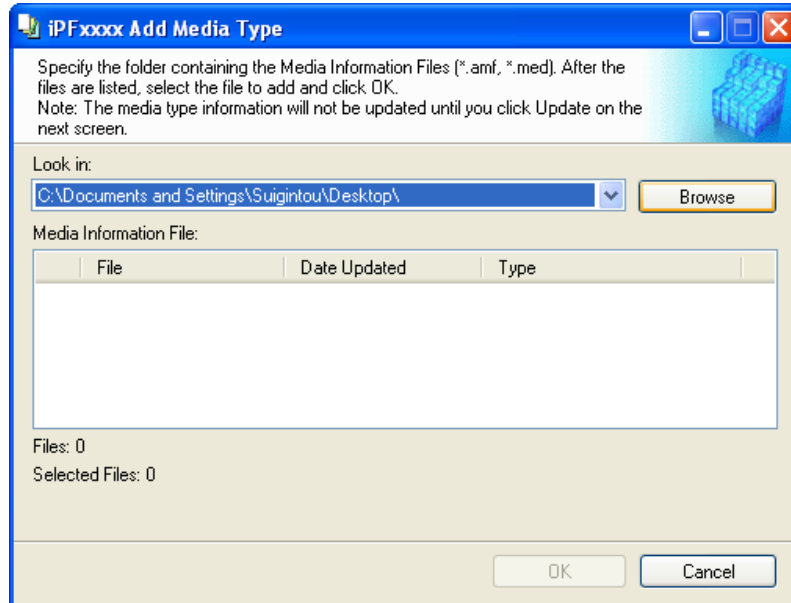 iPFxxxx Add Media Type
Specify the folder containing the Media Information Files (*.amf, *.med). After the
files are listed, select the file to add and click OK.
Note: The media type information will not be updated until you click Update on the
next screen.
Look in:
C:\Documents and Settings\Suigintou\Desktop\
Browse
Media Information File:
File Date Updated Type
Files: 0
Selected Files: 0
OK Cancel